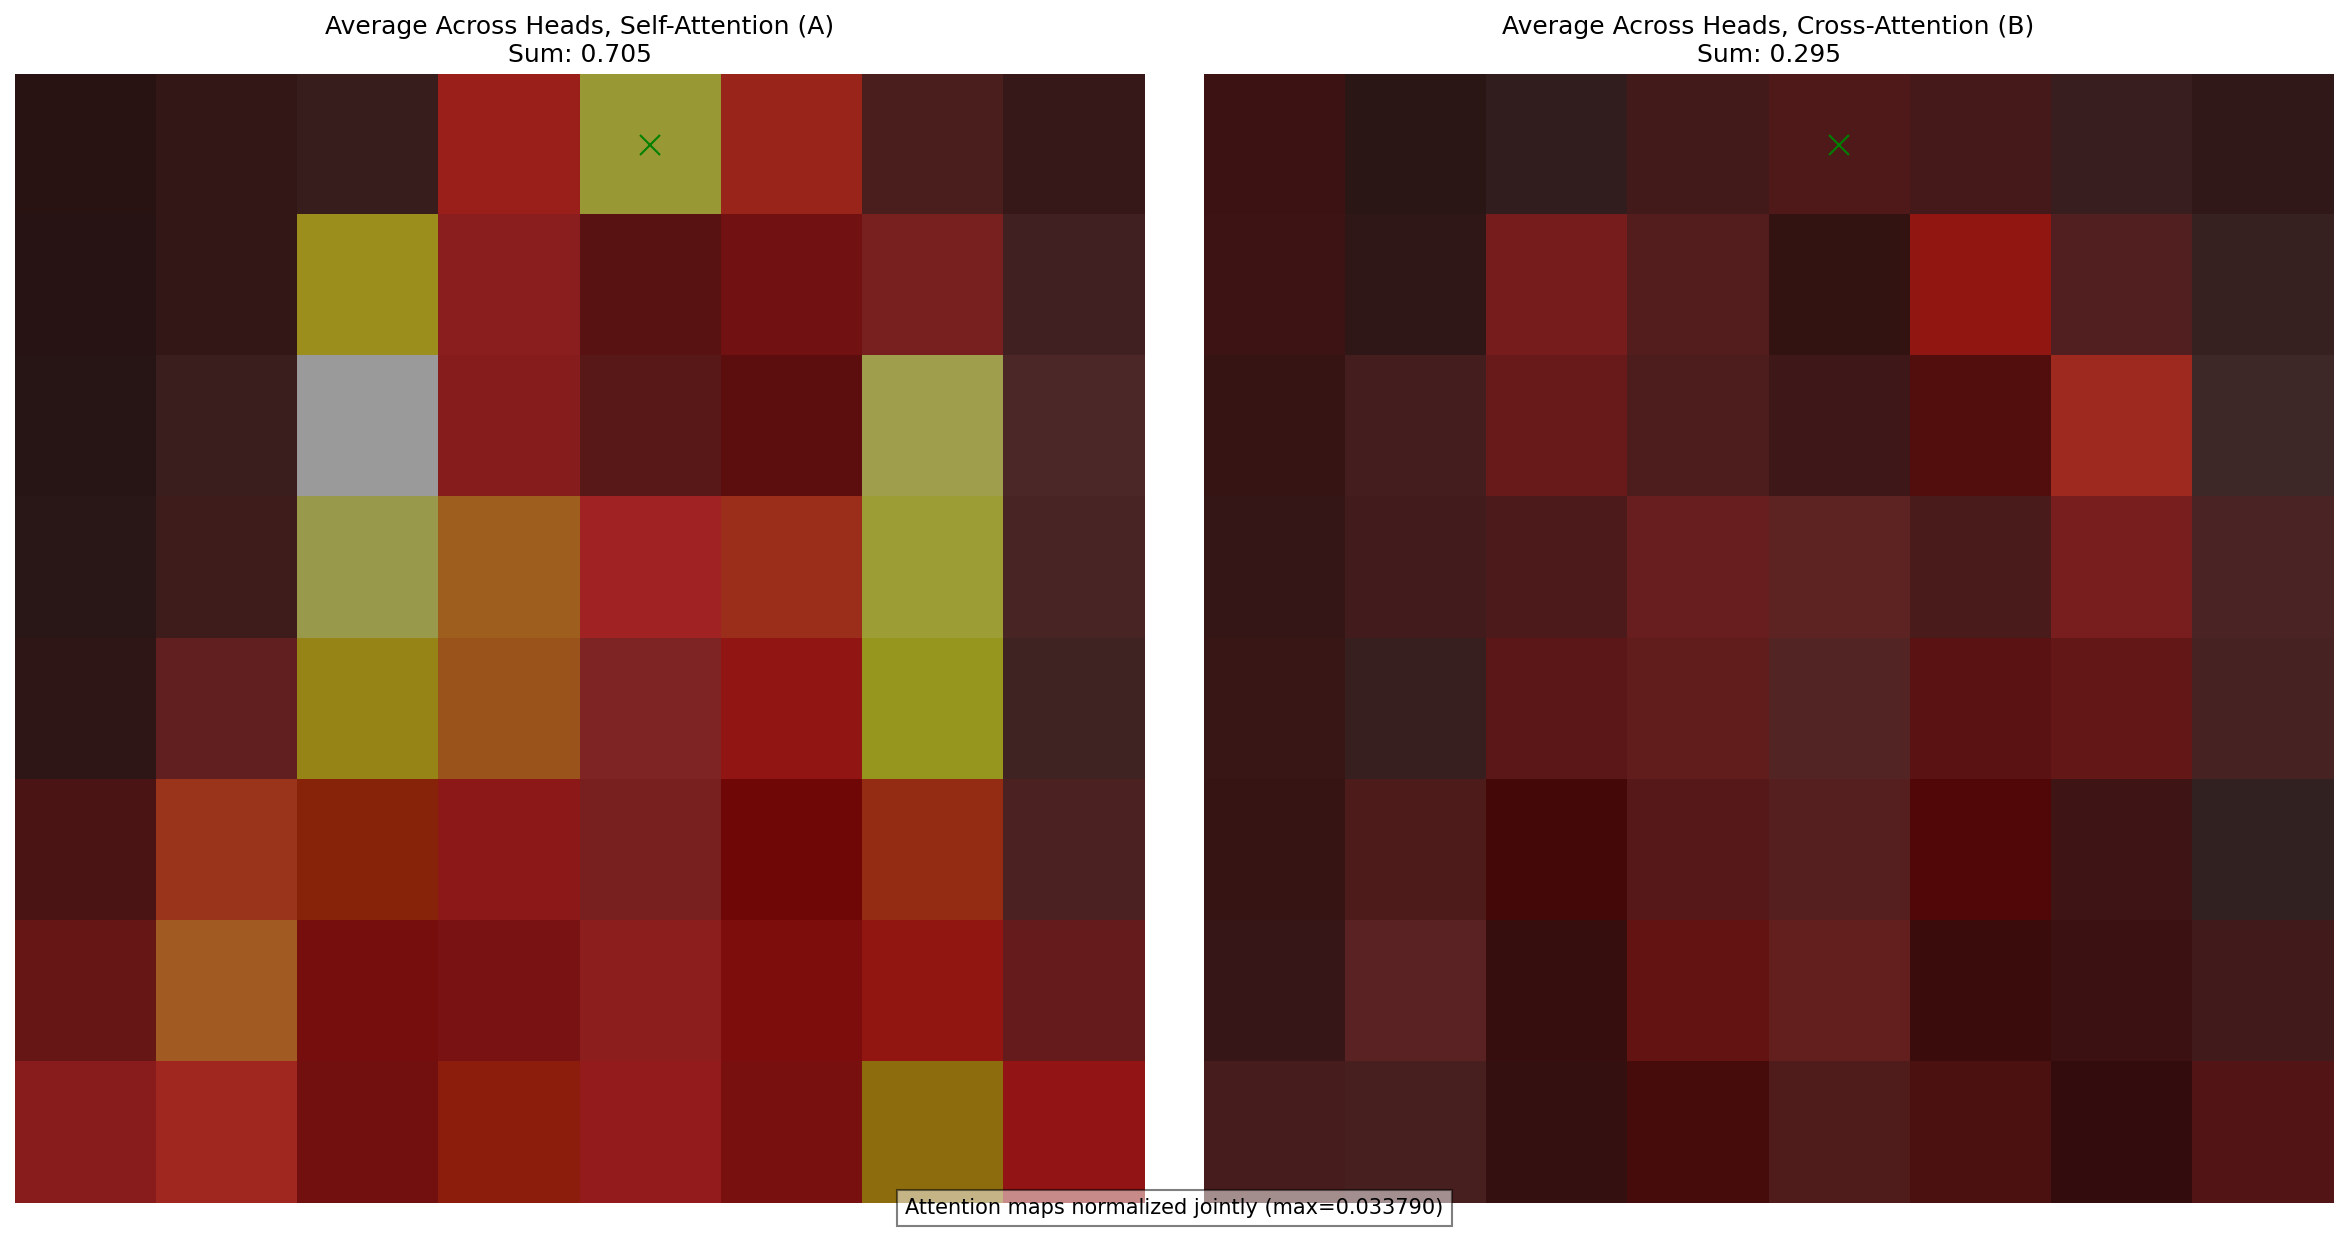 Average Across Heads, Self-Attention (A)
Sum: 0.705
Average Across Heads, Cross-Attention (B)
Sum: 0.295
Attention maps normalized jointly (max=0.033790)